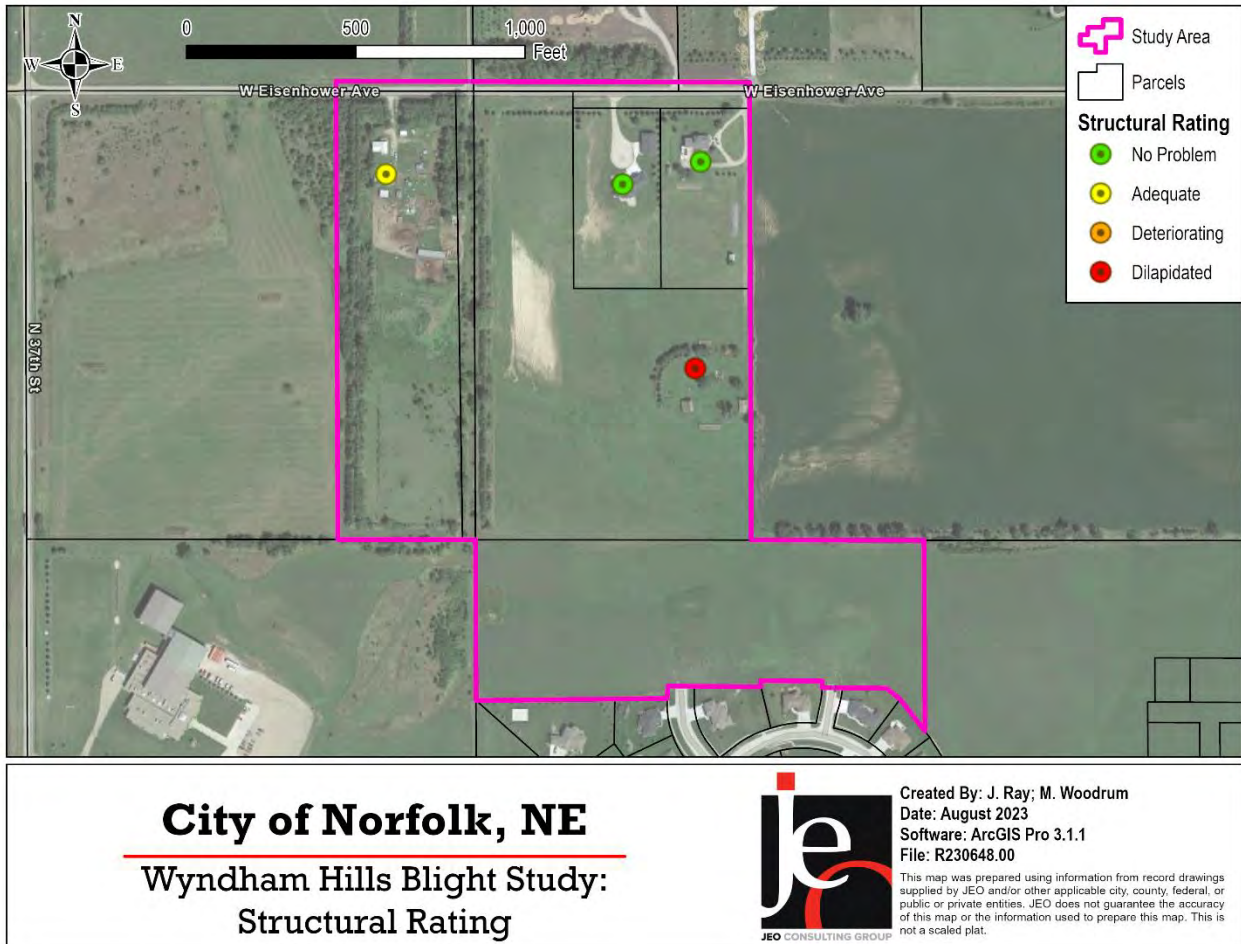 N
W
E
S
0
500
1,000
Feet
W Eisenhower Ave
W Eisenhower Ave
N 37th St
Study Area
Parcels
Structural Rating
No Problem
Adequate
Deteriorating
Dilapidated
City of Norfolk, NE
Wyndham Hills Blight Study:
Structural Rating
jeo
JEO CONSULTING GROUP
Created By: J. Ray; M. Woodrum
Date: August 2023
Software: ArcGIS Pro 3.1.1
File: R230648.00
This map was prepared using information from record drawings
supplied by JEO and/or other applicable city, county, federal, or
public or private entities. JEO does not guarantee the accuracy
of this map or the information used to prepare this map. This is
not a scaled plat.